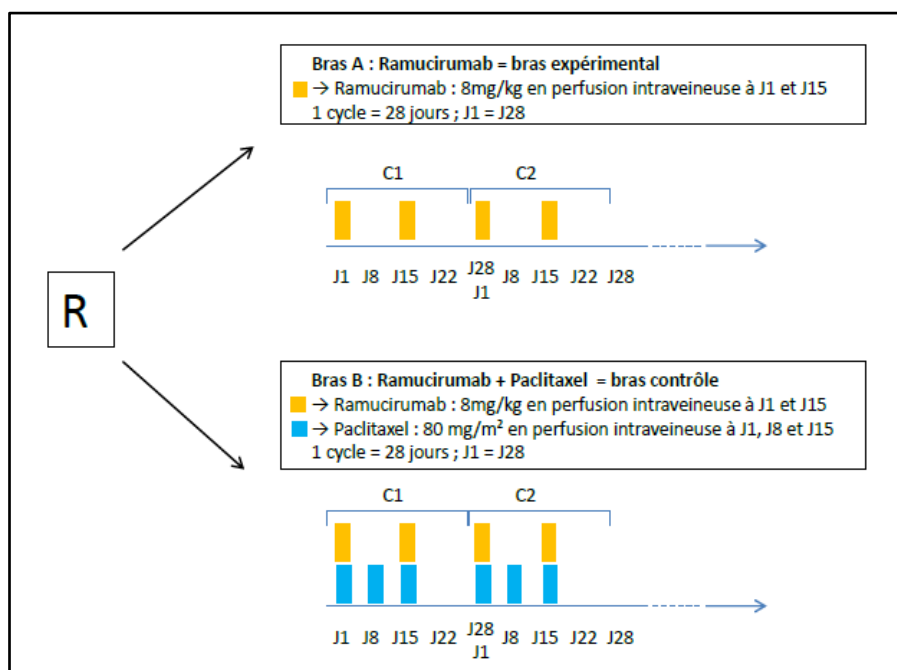 Bras A : Ramucirumab = bras expérimental
→ Ramucirumab : 8mg/kg en perfusion intraveineuse à J1 et J15
1 cycle = 28 jours ; J1 = J28
C1 C2
J1 J8 J15 J22 J28 J8 J15 J22 J28
J1
R
Bras B : Ramucirumab + Paclitaxel = bras contrôle
→ Ramucirumab : 8mg/kg en perfusion intraveineuse à J1 et J15
→ Paclitaxel : 80 mg/m² en perfusion intraveineuse à J1, J8 et J15
1 cycle = 28 jours ; J1 = J28
C1 C2
J1 J8 J15 J22 J28 J8 J15 J22 J28
J1